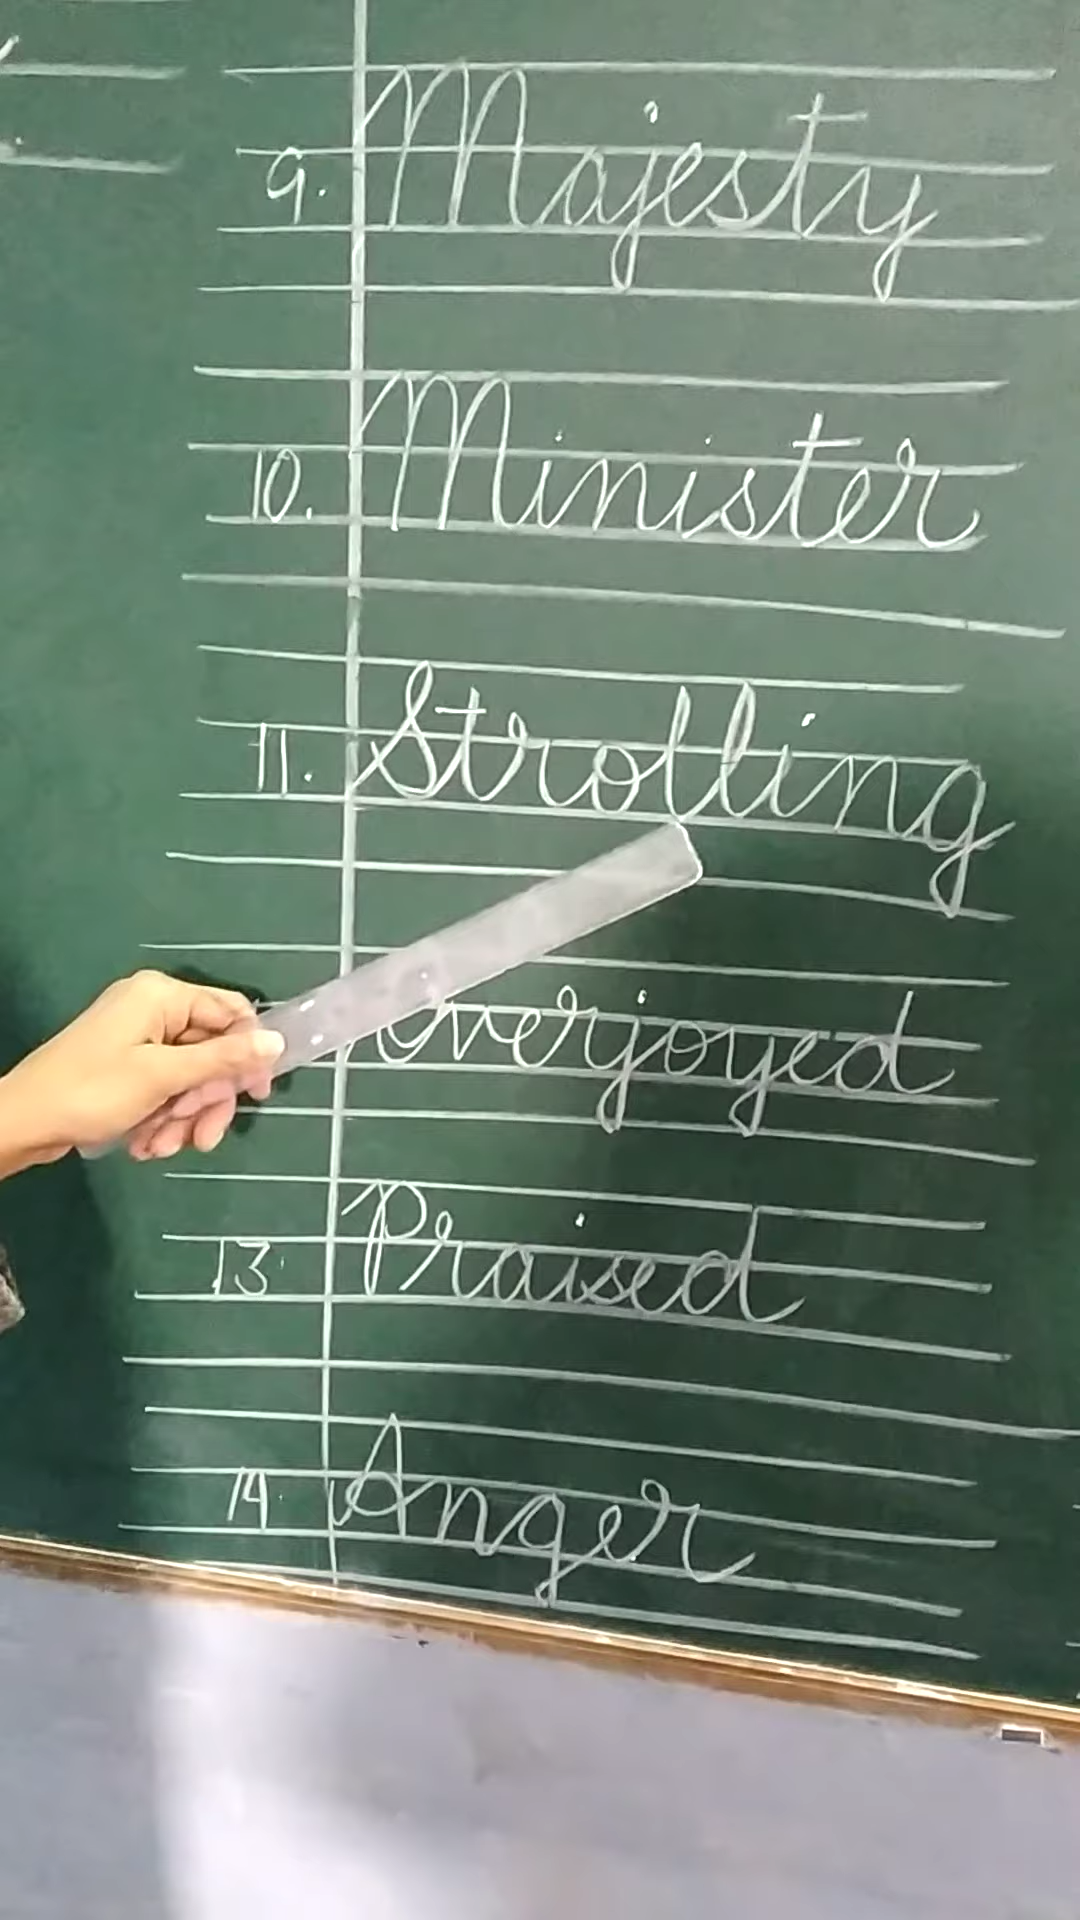 9. Majesty
10. Minister
11. Strolling
Overjoyed
13. Praised
14. Anger